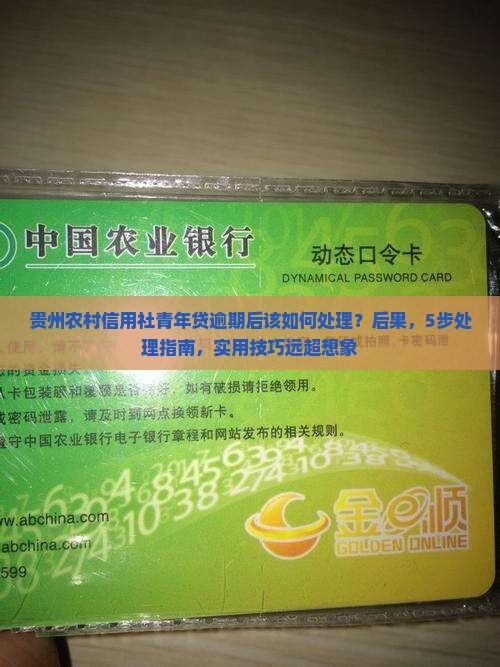 中国农业银行
动态口令卡
DYNAMICAL PASSWORD CARD
贵州农村信用社青年贷逾期后该如何处理？后果，5步处
理指南，实用技巧远超想象
卡包装膜和覆膜是否良好，如有破损请拒绝领用。
或密码泄露，请及时到网点换领新卡。
遵守中国农业银行电子银行章程和网站发布的相关规则。
www.abchina.com
abchina.com
599
金e顺
GOLDEN ONLINE